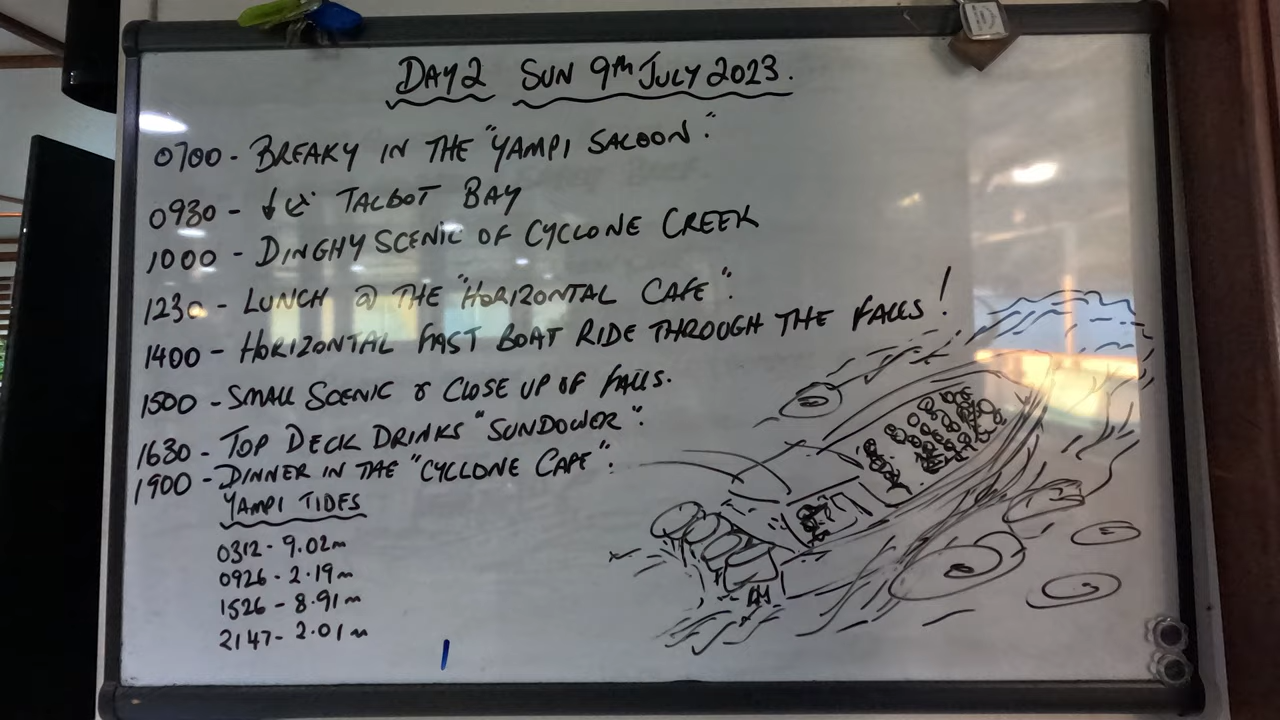 DAY 2 SUN 9TH JULY 2023.
0700 - BREAKY IN THE "YAMPI SALOON".
0930 - TALBOT BAY
1000 - DINGHY SCENIC OF CYCLONE CREEK
1230 - LUNCH @ THE "HORIZONTAL CAFE".
1400 - HORIZONTAL FAST BOAT RIDE THROUGH THE FALLS!
1500 - SMALL SCENIC & CLOSE UP OF FALLS.
1630 - TOP DECK DRINKS "SUNDOWER".
1900 - DINNER IN THE "CYCLONE CAFE".
YAMPI TIDES
0312 - 9.02m
0926 - 2.19m
1526 - 8.91m
2147 - 2.01m